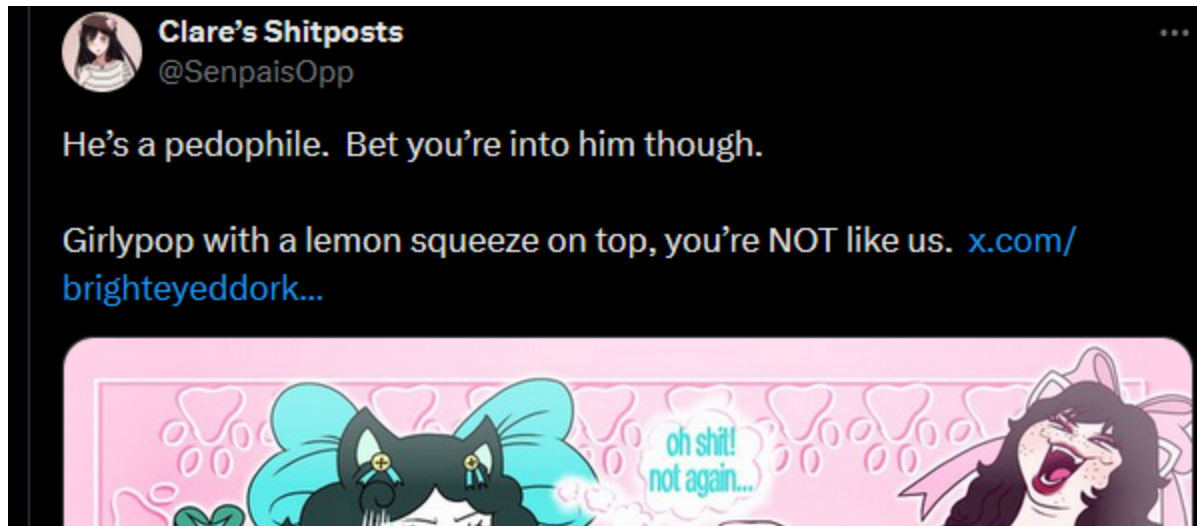 Clare’s Shitposts
@SenpaisOpp
He’s a pedophile.  Bet you’re into him though.
Girlypop with a lemon squeeze on top, you’re NOT like us.  x.com/
brighteyeddork...
oh shit!
not again...